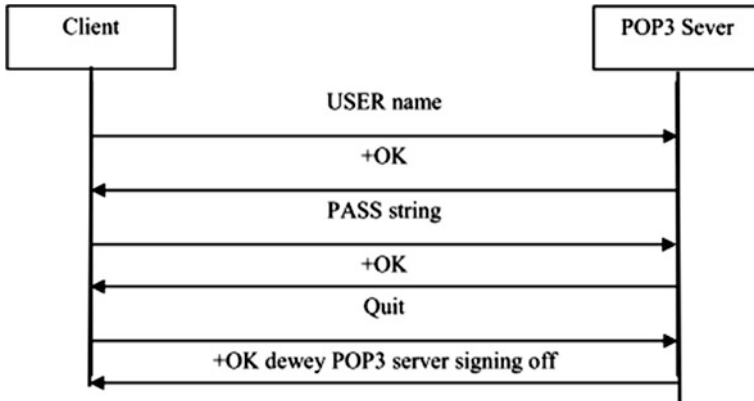 Client
POP3 Sever
USER name
+OK
PASS string
+OK
Quit
+OK dewey POP3 server signing off